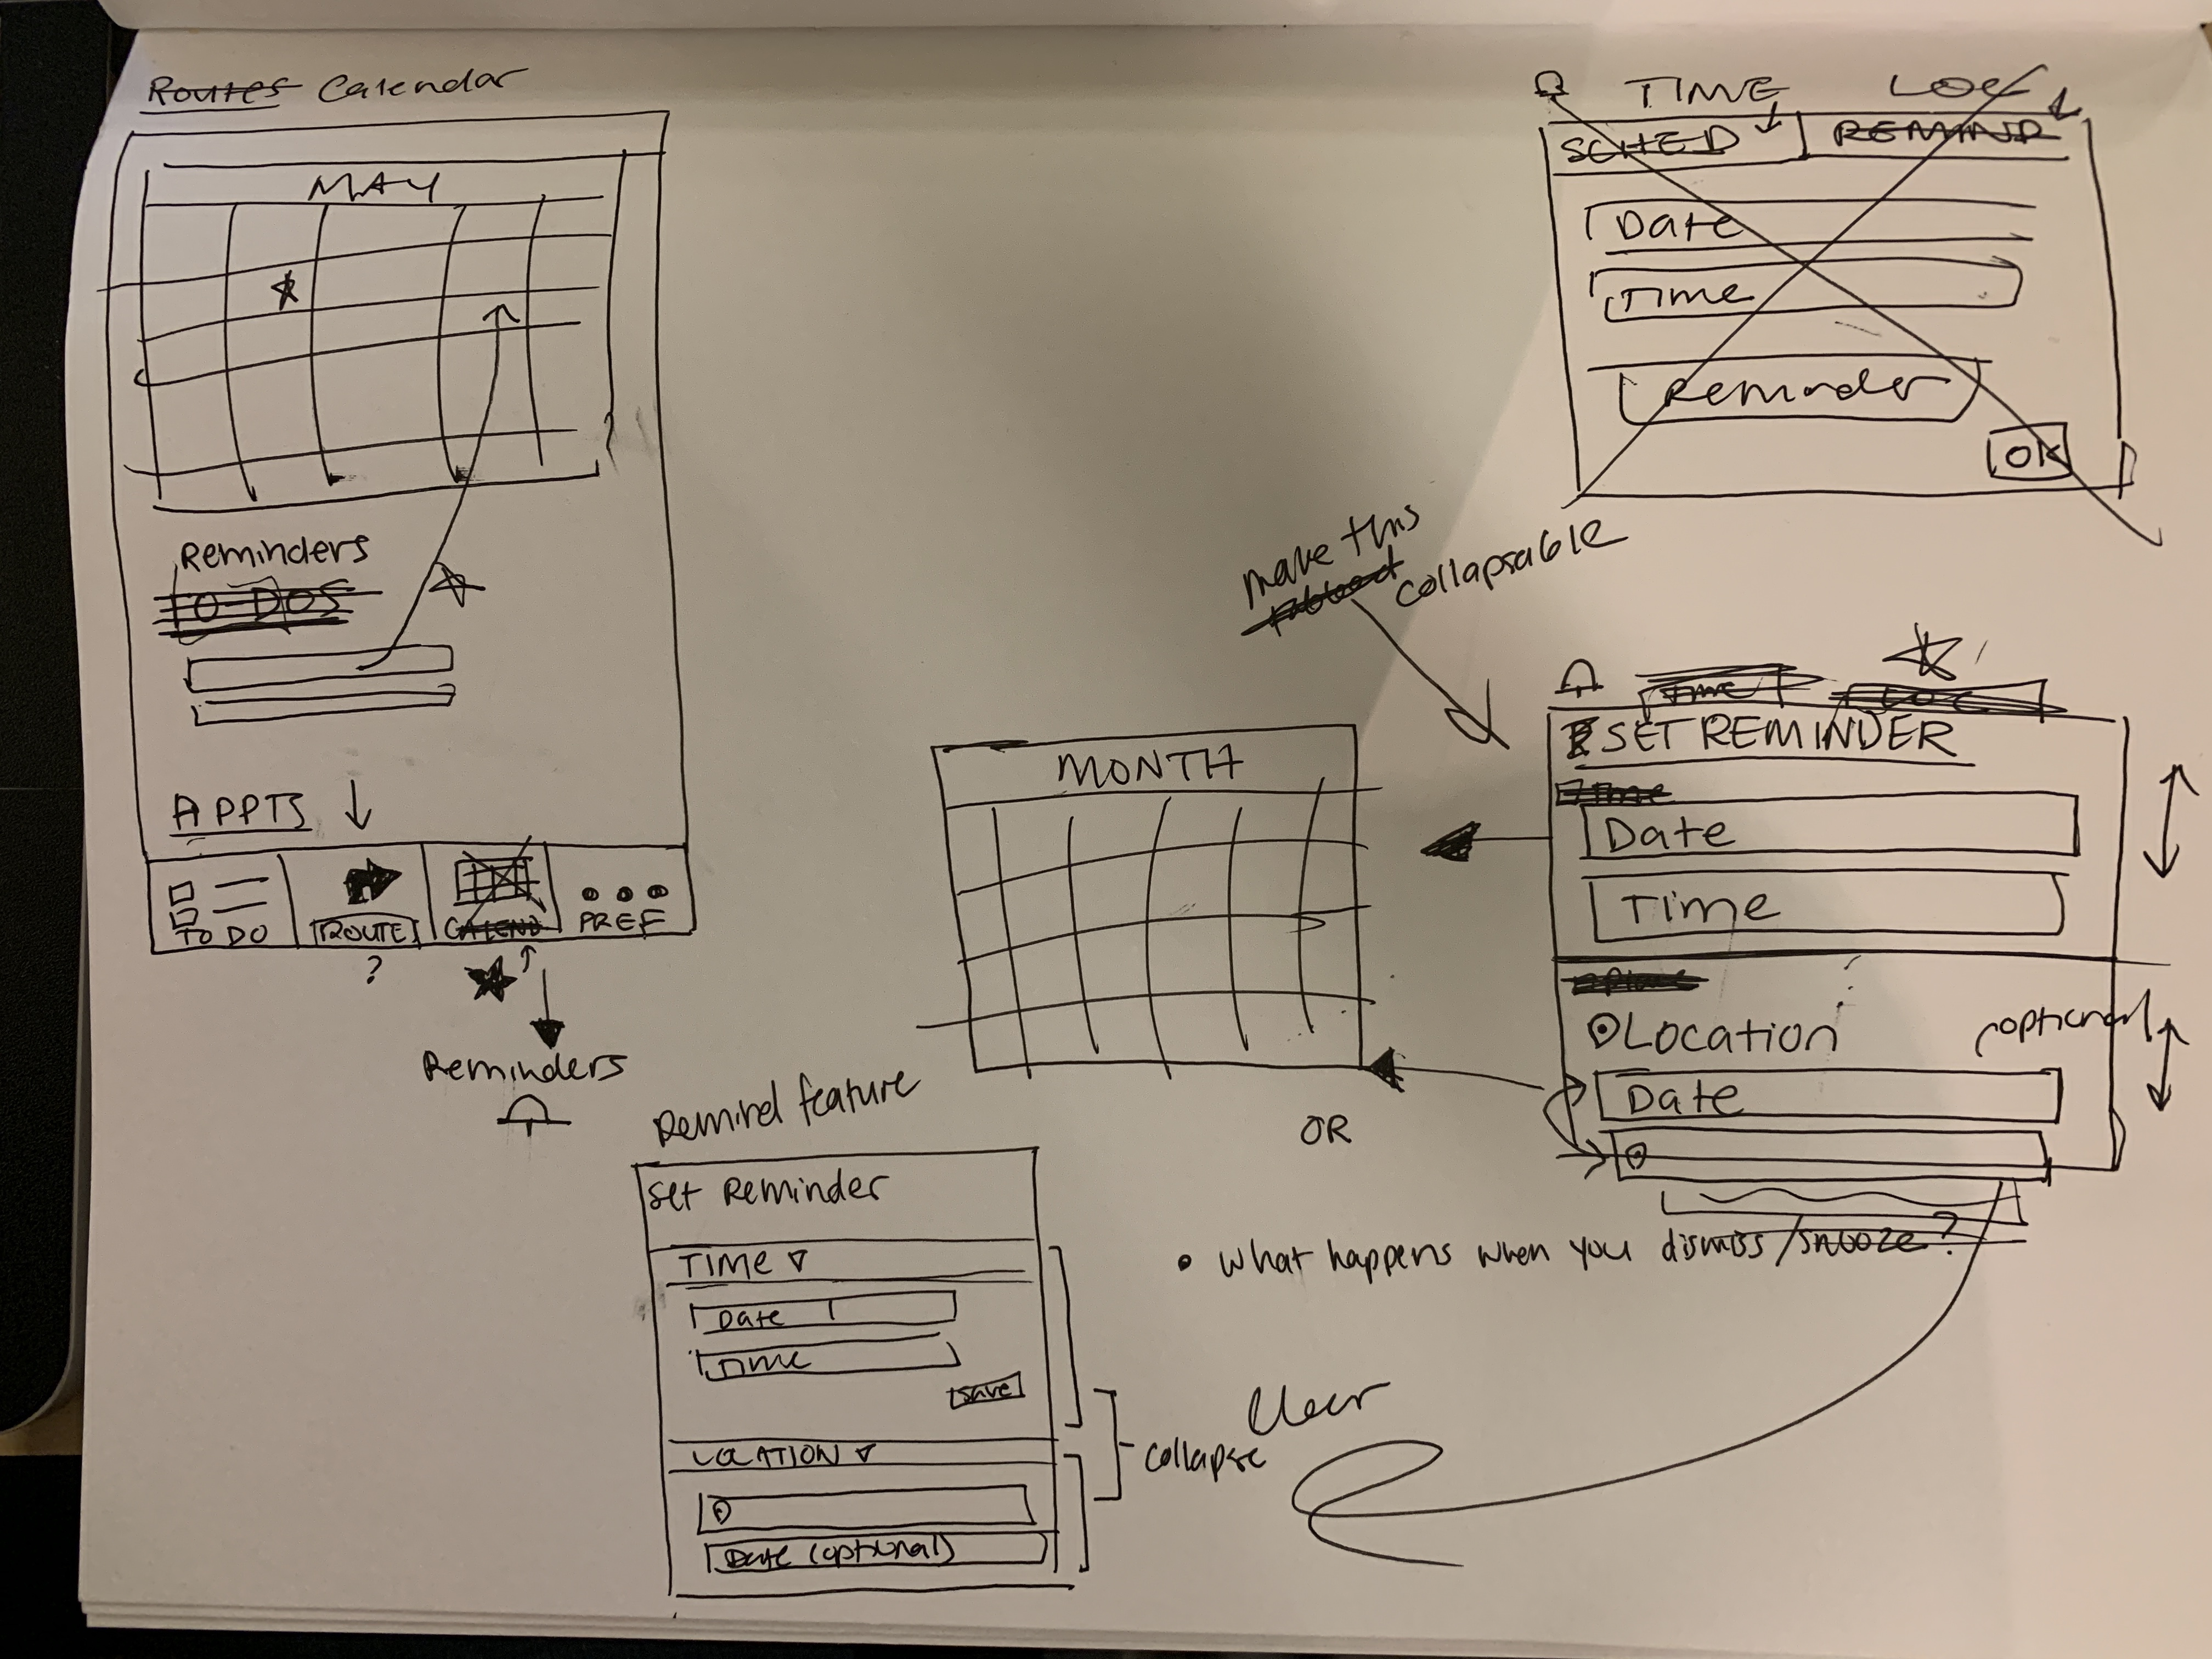 Routes Calendar
MAY
Reminders
TO-DOS
APPTS
TO DO
ROUTE
CALEND
PREF
?
Reminders
TIME LOC
SCHED REMIND
Date
Time
Reminder
OK
make this
collapsable
Time LOC
SET REMINDER
Time
Date
Time
Location
(optional)
Date
MONTH
OR
• What happens when you dismiss/snooze?
Remind feature
Set Reminder
TIME
Date
Time
save
LOCATION
Date (optional)
collapse